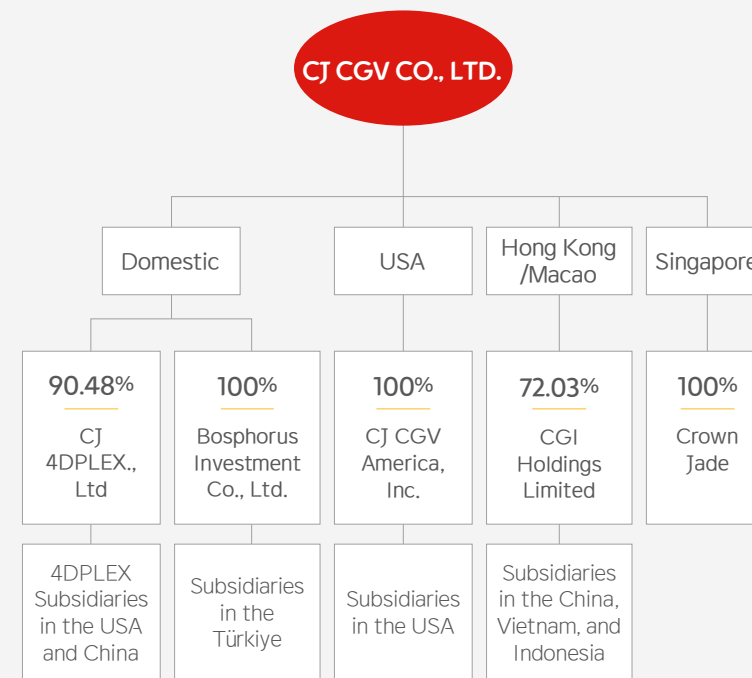 CJ CGV CO., LTD.
Domestic
USA
Hong Kong
/Macao
Singapore
90.48%
CJ
4DPLEX.,
Ltd
100%
Bosphorus
Investment
Co., Ltd.
100%
CJ CGV
America,
Inc.
72.03%
CGI
Holdings
Limited
100%
Crown
Jade
4DPLEX
Subsidiaries
in the USA
and China
Subsidiaries
in the
Türkiye
Subsidiaries
in the USA
Subsidiaries
in the China,
Vietnam, and
Indonesia